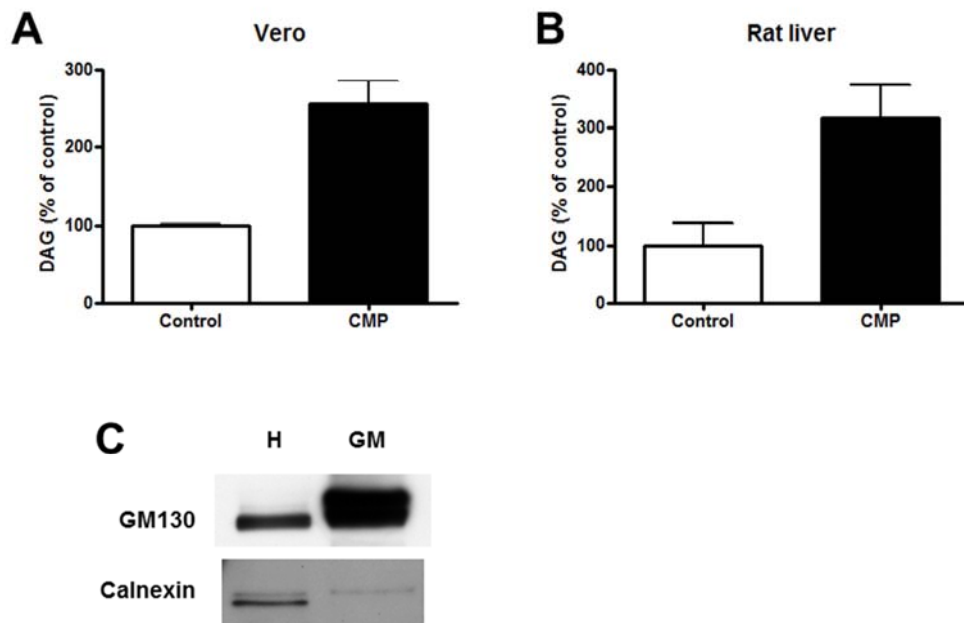 A
Vero
DAG (% of control)
300
200
100
0
Control
CMP
B
Rat liver
DAG (% of control)
400
300
200
100
0
Control
CMP
C
H
GM
GM130
Calnexin